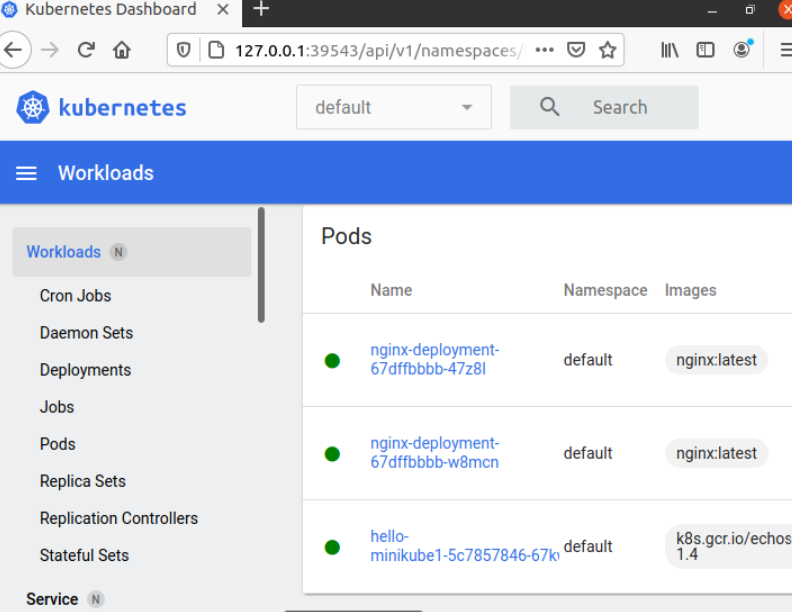 Kubernetes Dashboard
127.0.0.1:39543/api/v1/namespaces/
kubernetes
default
Search
Workloads
Workloads N
Cron Jobs
Daemon Sets
Deployments
Jobs
Pods
Replica Sets
Replication Controllers
Stateful Sets
Service N
Pods
Name Namespace Images
nginx-deployment-
67dffbbbb-47z8l
default
nginx:latest
nginx-deployment-
67dffbbbb-w8mcn
default
nginx:latest
hello-
minikube1-5c7857846-67k
default
k8s.gcr.io/echos
1.4